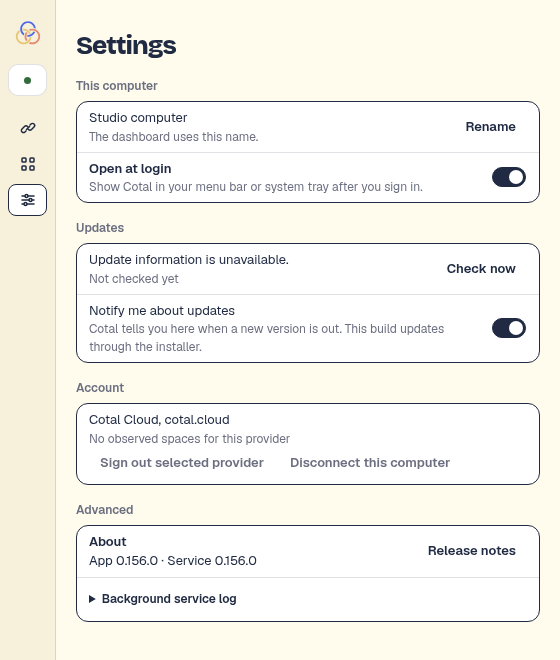 Settings
This computer
Studio computer
The dashboard uses this name.
Rename
Open at login
Show Cotal in your menu bar or system tray after you sign in.
Updates
Update information is unavailable.
Not checked yet
Check now
Notify me about updates
Cotal tells you here when a new version is out. This build updates
through the installer.
Account
Cotal Cloud, cotal.cloud
No observed spaces for this provider
Sign out selected provider
Disconnect this computer
Advanced
About
App 0.156.0 · Service 0.156.0
Release notes
Background service log